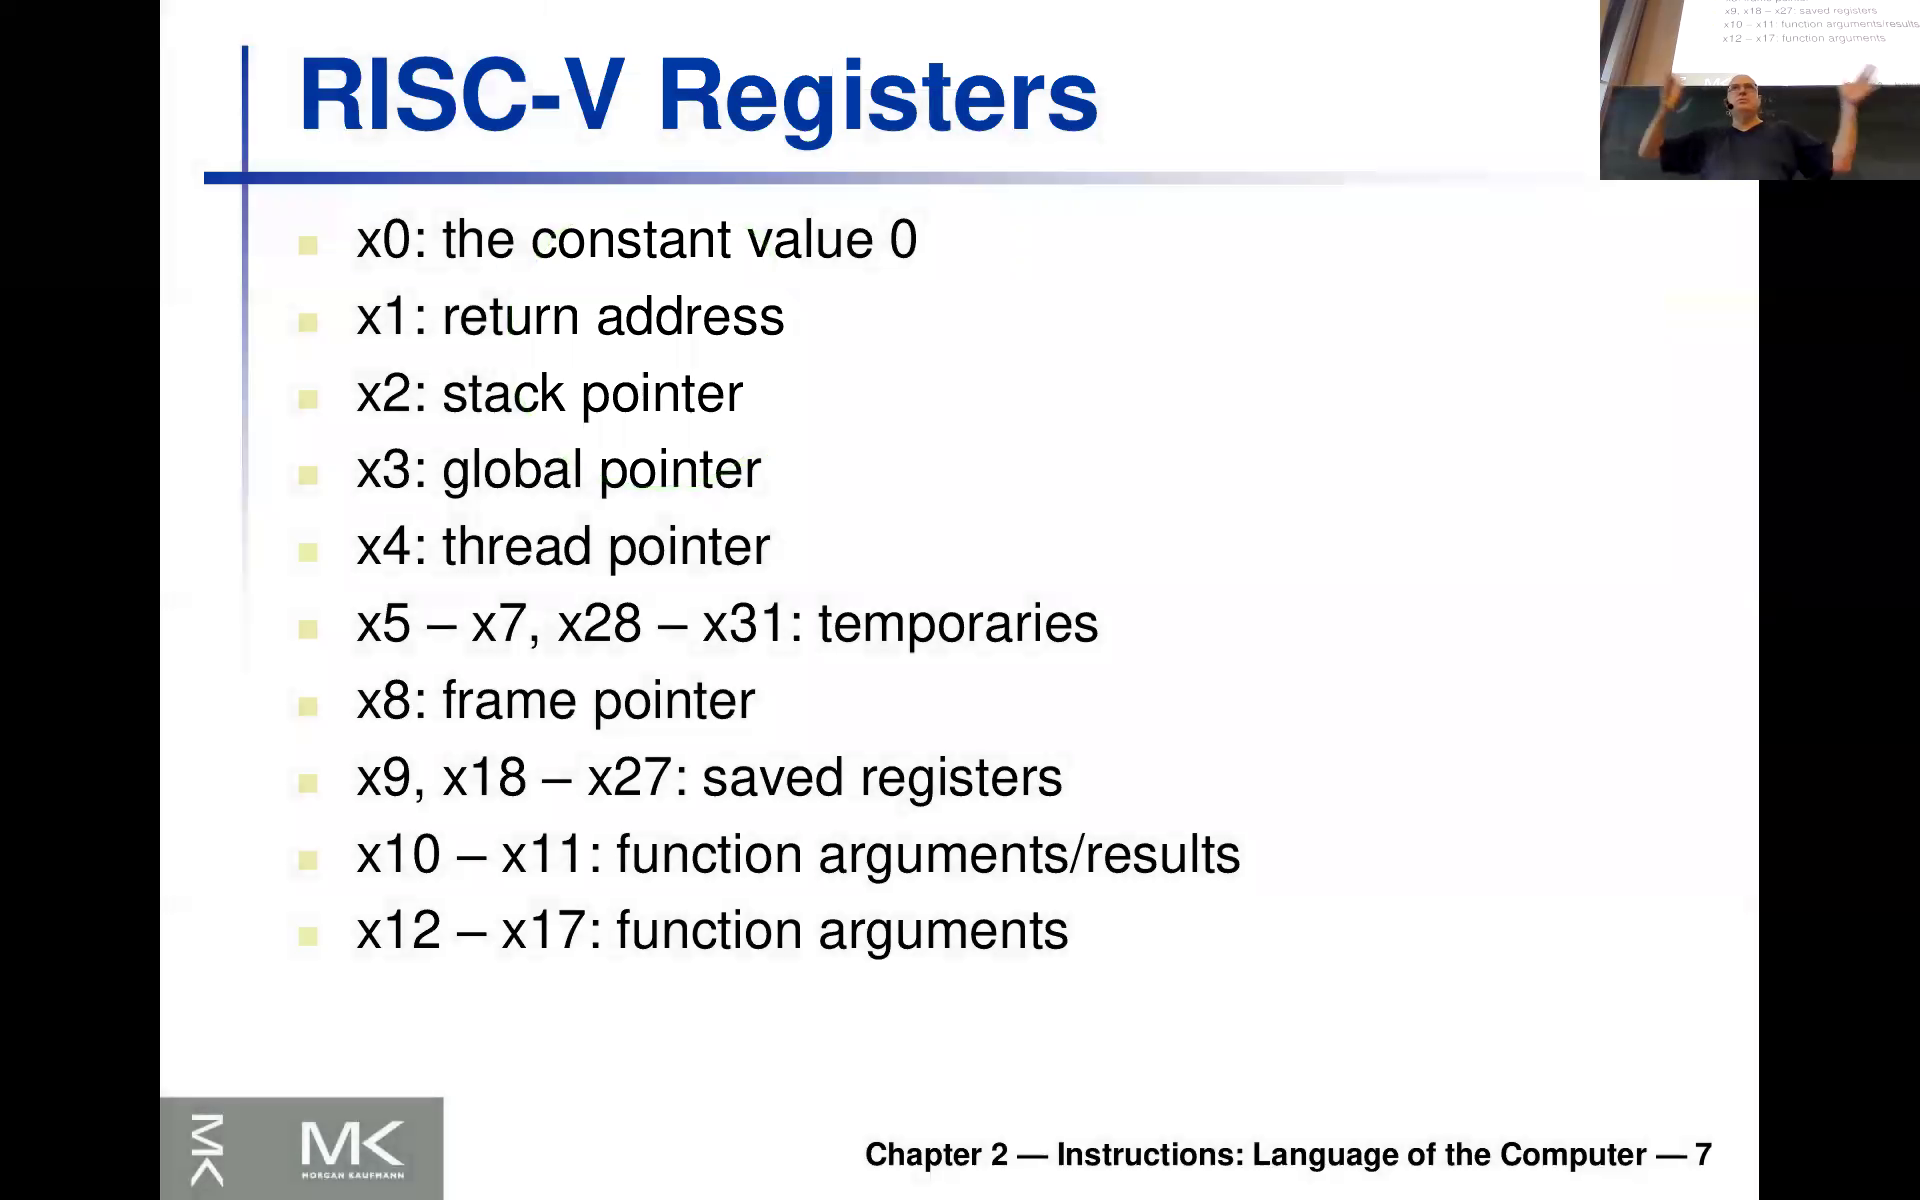 RISC-V Registers
x0: the constant value 0
x1: return address
x2: stack pointer
x3: global pointer
x4: thread pointer
x5 – x7, x28 – x31: temporaries
x8: frame pointer
x9, x18 – x27: saved registers
x10 – x11: function arguments/results
x12 – x17: function arguments
x9, x18 – x27: saved registers
x10 – x11: function arguments/results
x12 – x17: function arguments
MK
MK
MORGAN KAUFMANN
Chapter 2 — Instructions: Language of the Computer — 7